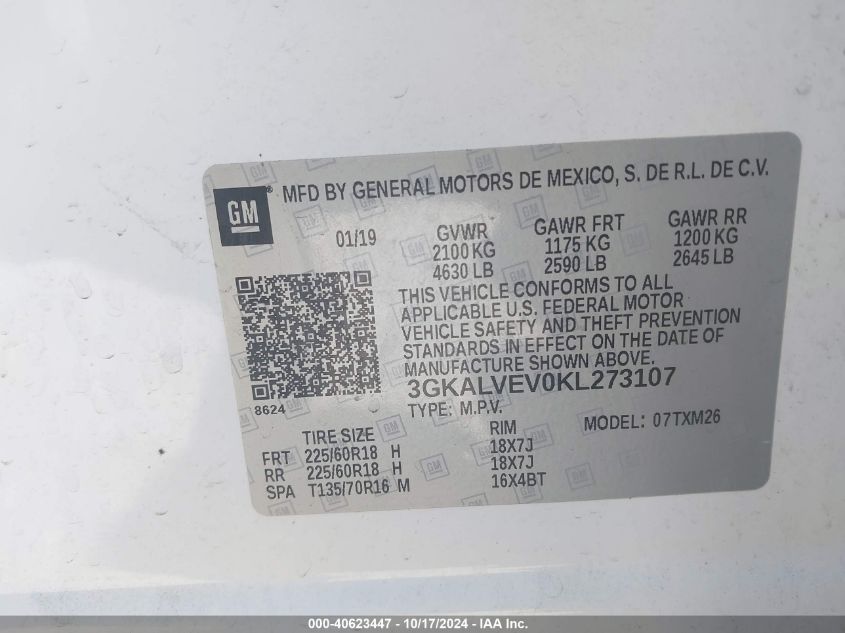 GM® MFD BY GENERAL MOTORS DE MEXICO, S. DE R.L. DE C.V.
01/19
GVWR GAWR FRT GAWR RR
2100 KG 1175 KG 1200 KG
4630 LB 2590 LB 2645 LB
THIS VEHICLE CONFORMS TO ALL
APPLICABLE U.S. FEDERAL MOTOR
VEHICLE SAFETY AND THEFT PREVENTION
STANDARDS IN EFFECT ON THE DATE OF
MANUFACTURE SHOWN ABOVE.
3GKALVEV0KL273107
8624
TYPE: M.P.V. MODEL: 07TXM26
TIRE SIZE RIM
FRT 225/60R18 H 18X7J
RR 225/60R18 H 18X7J
SPA T135/70R16 M 16X4BT
000-40623447 - 10/17/2024 - IAA Inc.